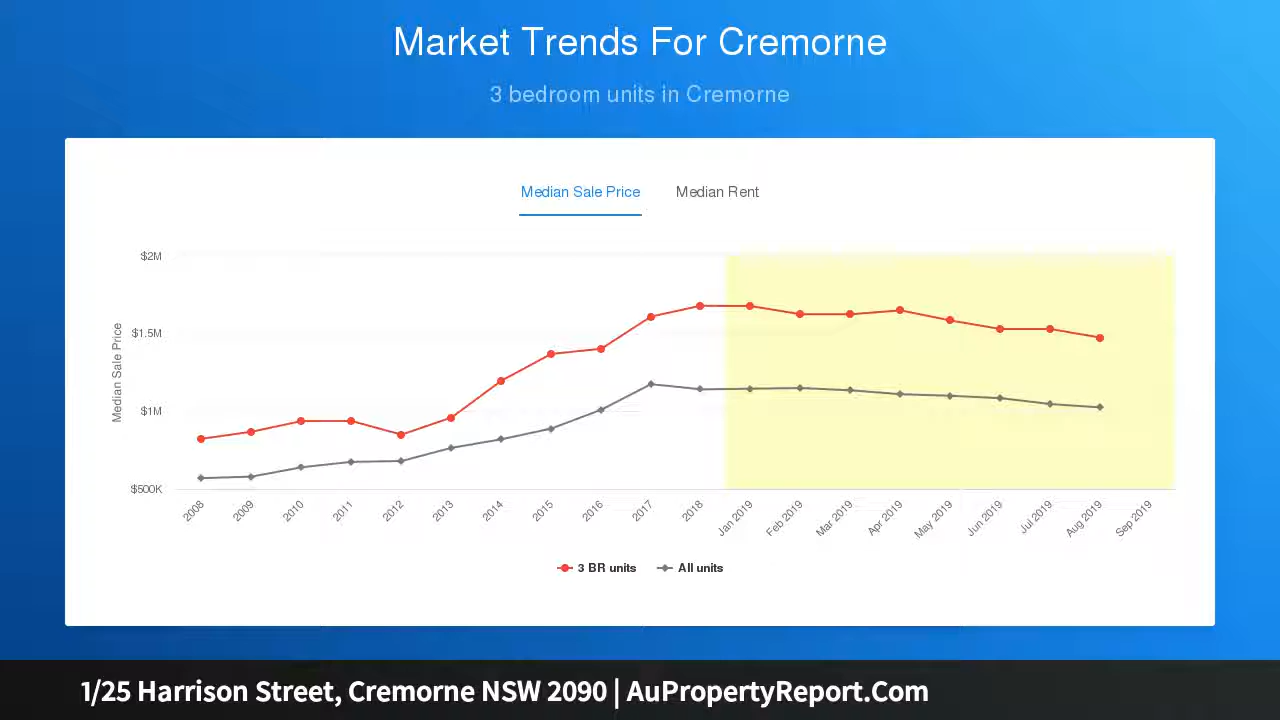 Market Trends For Cremorne
3 bedroom units in Cremorne
Median Sale Price
Median Rent
Median Sale Price
$2M
$1.5M
$1M
$500K
2008
2009
2010
2011
2012
2013
2014
2015
2016
2017
2018
Jan 2019
Feb 2019
Mar 2019
Apr 2019
May 2019
Jun 2019
Jul 2019
Aug 2019
Sep 2019
3 BR units
All units
1/25 Harrison Street, Cremorne NSW 2090 | AuPropertyReport.Com